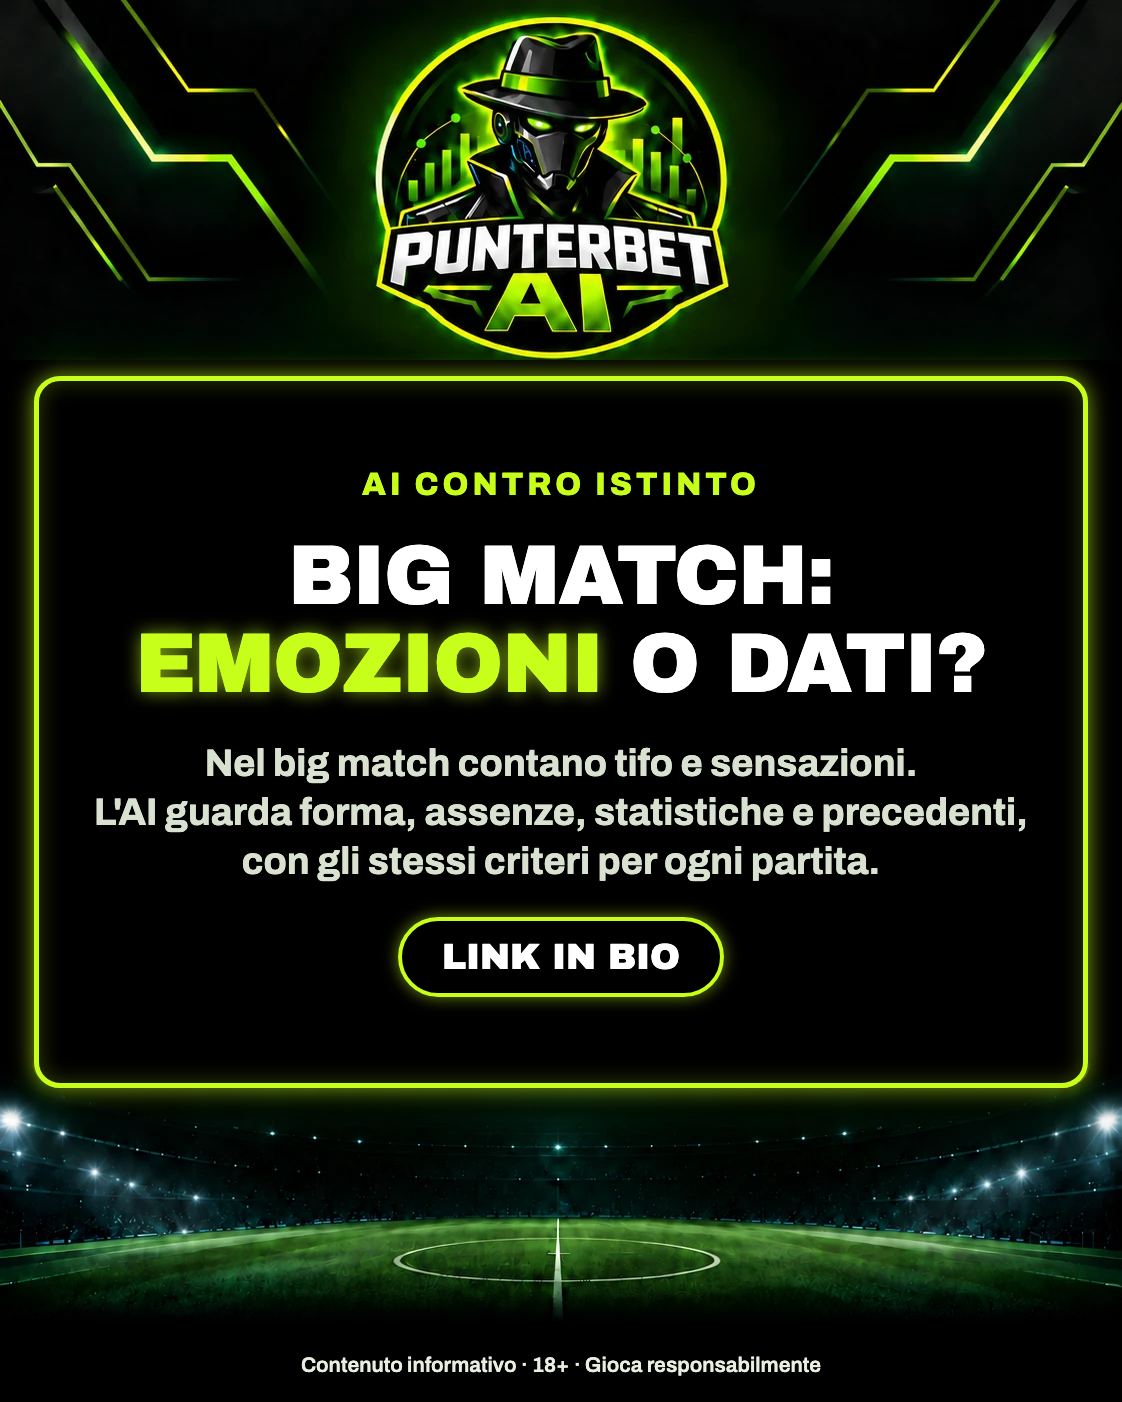 PUNTERBET
AI
AI CONTRO ISTINTO
BIG MATCH:
EMOZIONI O DATI?
Nel big match contano tifo e sensazioni.
L'AI guarda forma, assenze, statistiche e precedenti,
con gli stessi criteri per ogni partita.
LINK IN BIO
Contenuto informativo · 18+ · Gioca responsabilmente